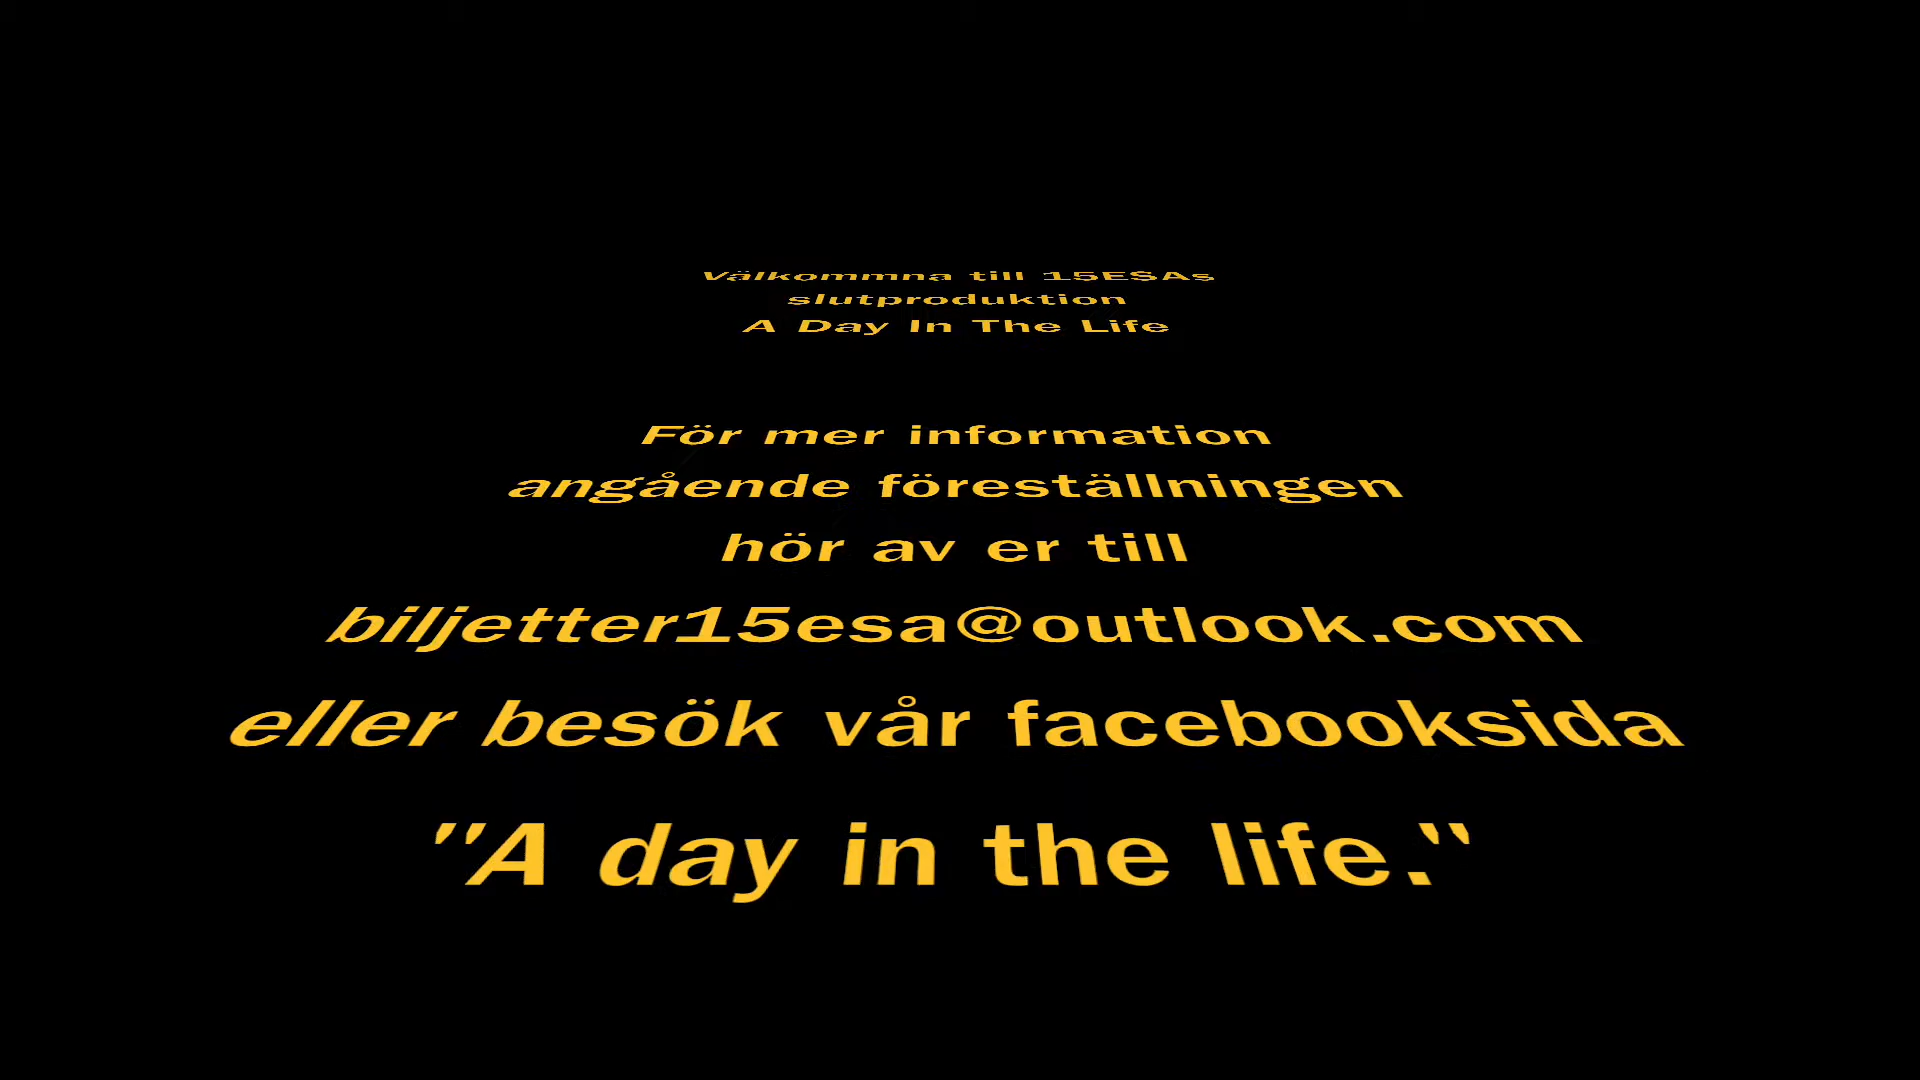 Välkommna till 15ESAs
slutproduktion
A Day In The Life
För mer information
angående föreställningen
hör av er till
biljetter15esa@outlook.com
eller besök vår facebooksida
"A day in the life."